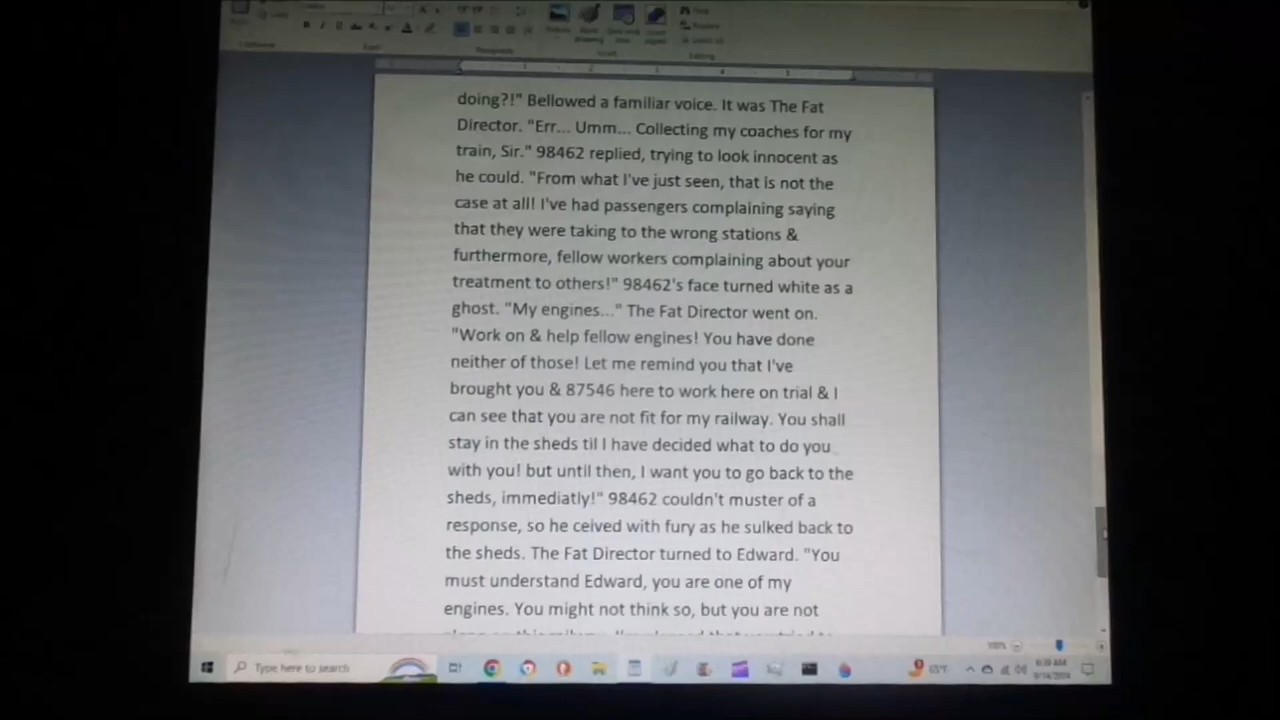 Editing
doing?!" Bellowed a familiar voice. It was The Fat
Director. "Err... Umm... Collecting my coaches for my
train, Sir." 98462 replied, trying to look innocent as
he could. "From what I've just seen, that is not the
case at all! I've had passengers complaining saying
that they were taking to the wrong stations &
furthermore, fellow workers complaining about your
treatment to others!" 98462's face turned white as a
ghost. "My engines..." The Fat Director went on.
"Work on & help fellow engines! You have done
neither of those! Let me remind you that I've
brought you & 87546 here to work here on trial & I
can see that you are not fit for my railway. You shall
stay in the sheds til I have decided what to do you
with you! but until then, I want you to go back to the
sheds, immediatly!" 98462 couldn't muster of a
response, so he ceived with fury as he sulked back to
the sheds. The Fat Director turned to Edward. "You
must understand Edward, you are one of my
engines. You might not think so, but you are not
100%
Type here to search
65°F